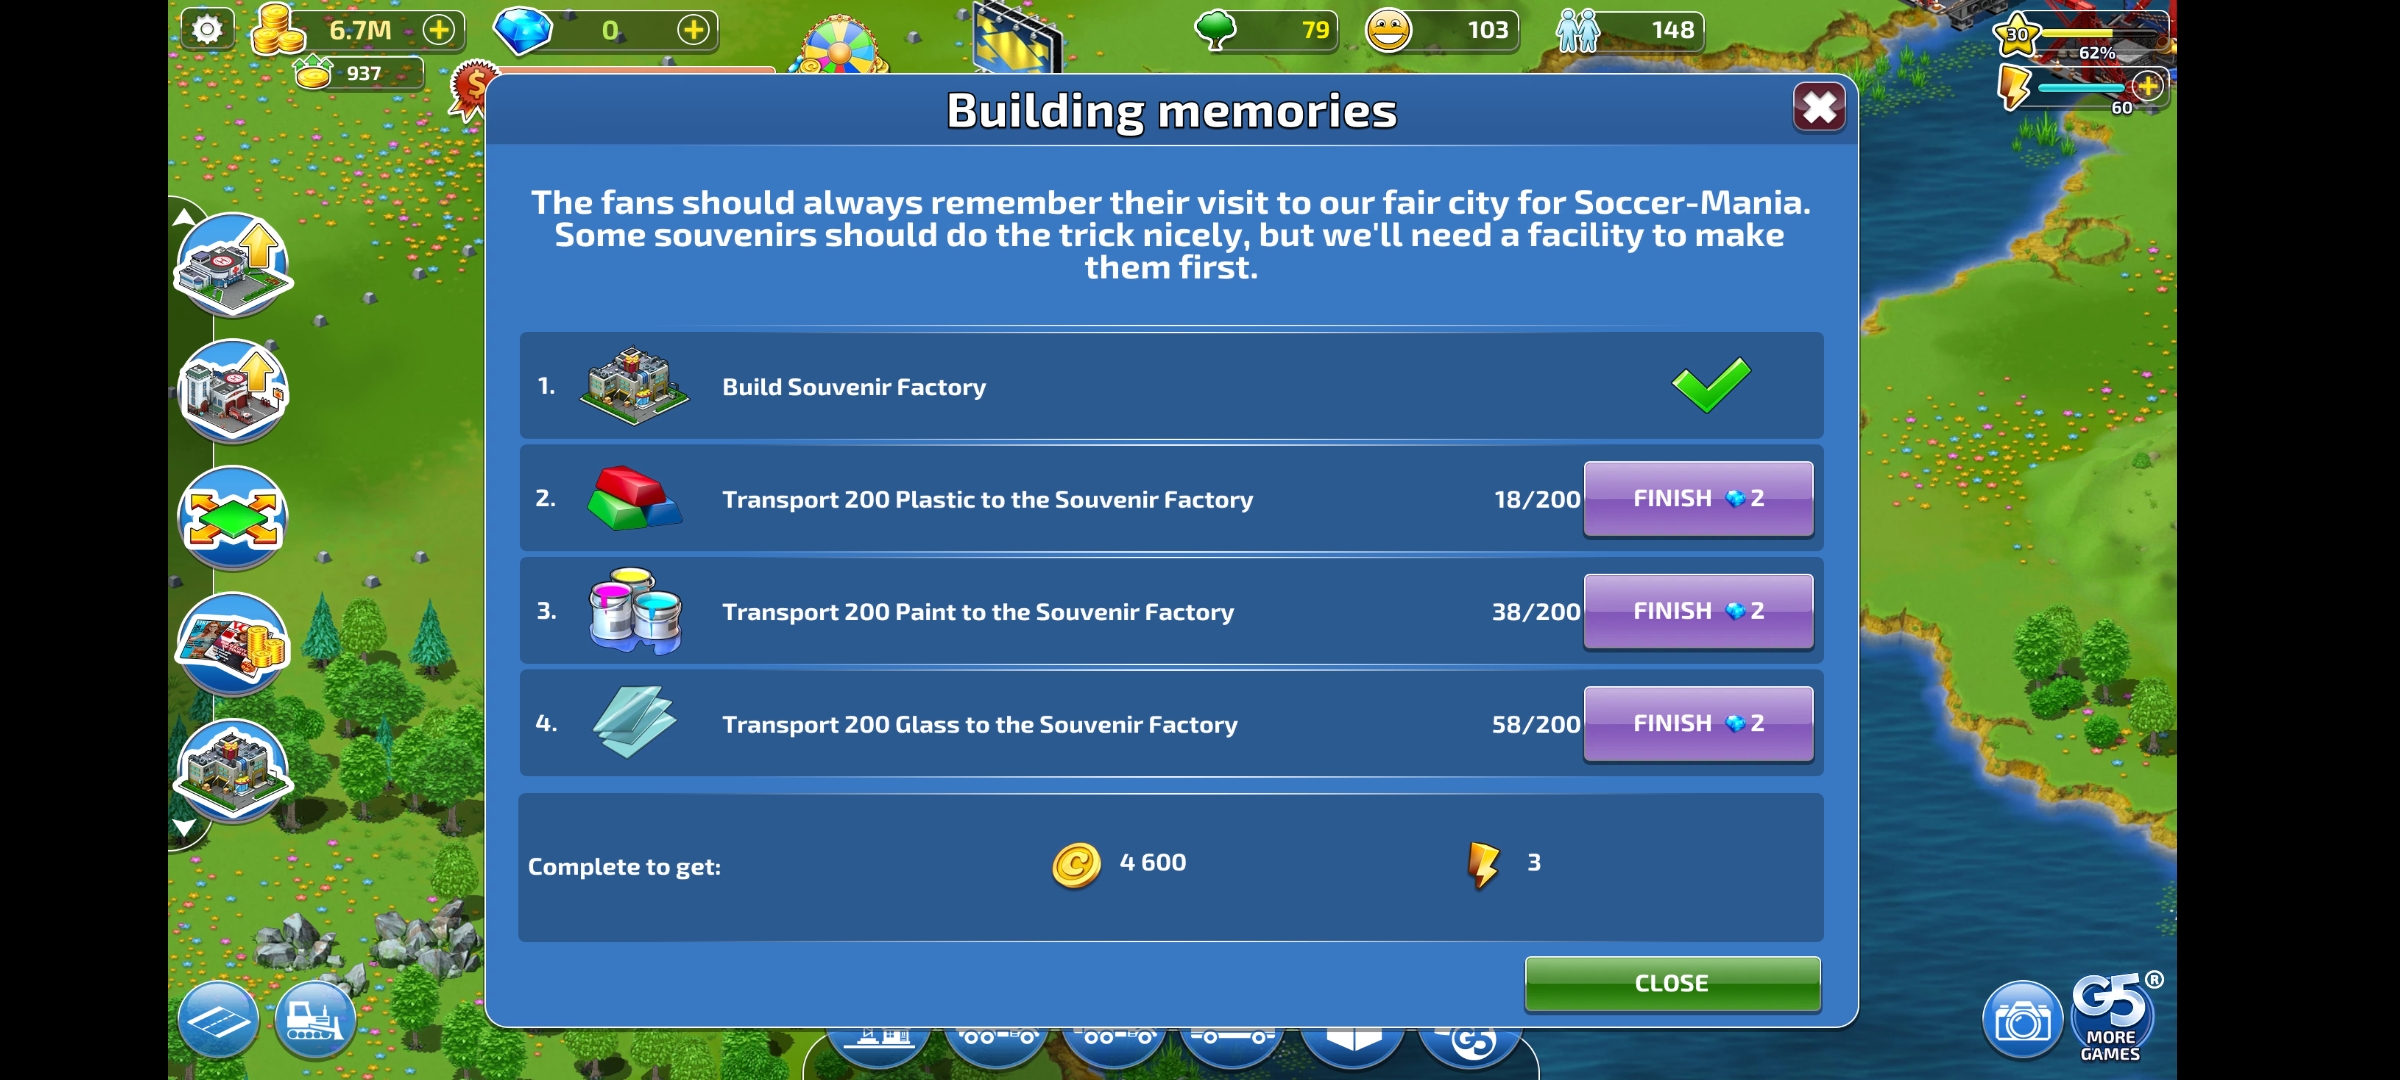 6.7M
0
79
103
148
30
62%
937
60
Building memories
The fans should always remember their visit to our fair city for Soccer-Mania.
Some souvenirs should do the trick nicely, but we'll need a facility to make
them first.
1. Build Souvenir Factory
2. Transport 200 Plastic to the Souvenir Factory 18/200 FINISH 2
3. Transport 200 Paint to the Souvenir Factory 38/200 FINISH 2
4. Transport 200 Glass to the Souvenir Factory 58/200 FINISH 2
Complete to get: 4 600 3
CLOSE
G5
G5®
MORE
GAMES